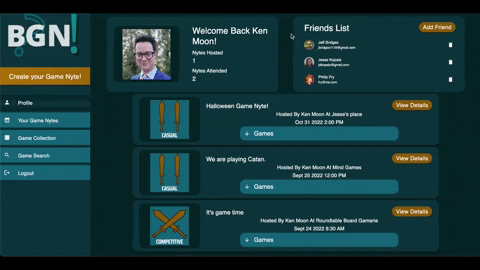 BGN!
Create your Game Nyte!
Profile
Your Game Nytes
Game Collection
Game Search
Logout
Welcome Back Ken
Moon!
Nytes Hosted
1
Nytes Attended
2
Friends List
Add Friend
Jeff Bridges
Jesse Kopala
Philip Fry
Halloween Game Nyte!
View Details
Hosted By Ken Moon At Jesse's place
Oct 31 2022 2:00 PM
Games
CASUAL
We are playing Catan.
View Details
Hosted By Ken Moon At Mind Games
Sept 25 2022 12:00 PM
Games
CASUAL
It's game time
View Details
Hosted By Ken Moon At Roundtable Board Gamerie
Sept 24 2022 8:30 AM
Games
COMPETITIVE